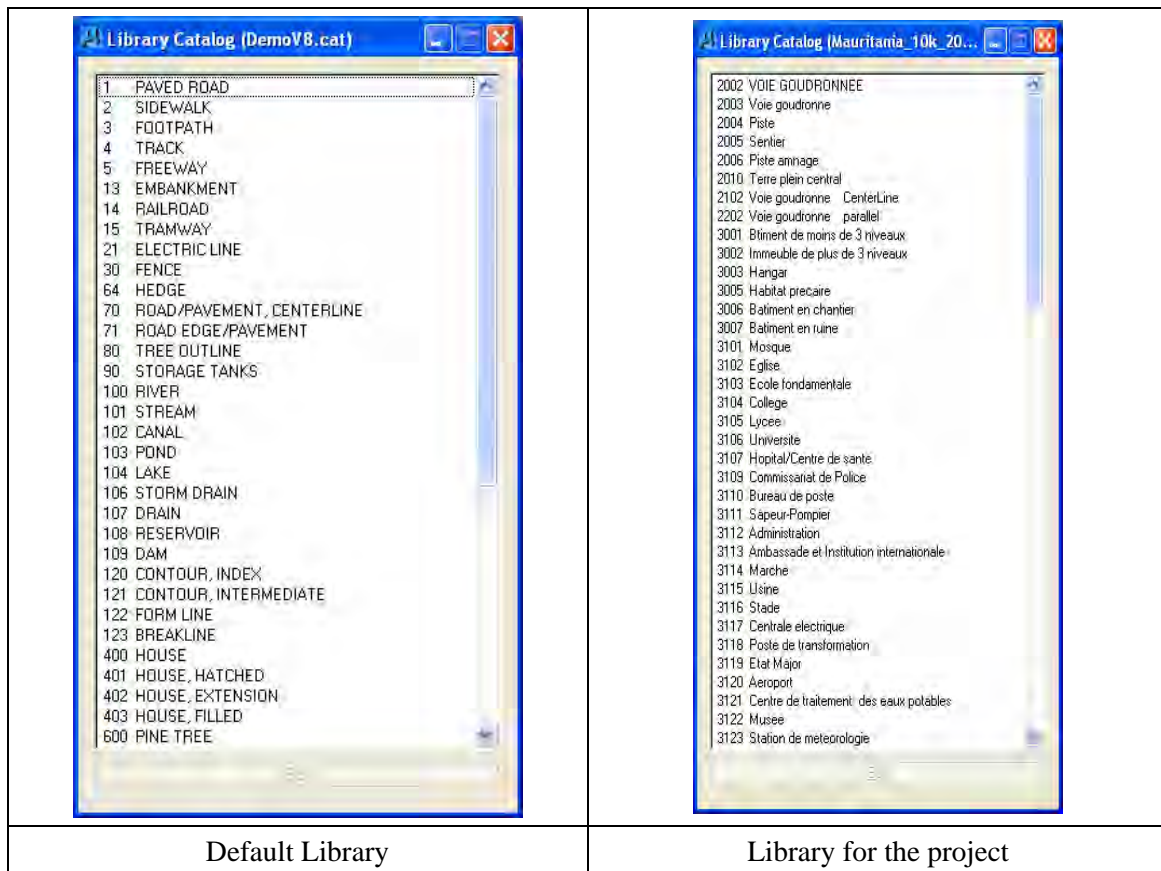 Library Catalog (DemoV8.cat)
1 PAVED ROAD
2 SIDEWALK
3 FOOTPATH
4 TRACK
5 FREEWAY
13 EMBANKMENT
14 RAILROAD
15 TRAMWAY
21 ELECTRIC LINE
30 FENCE
64 HEDGE
70 ROAD/PAVEMENT, CENTERLINE
71 ROAD EDGE/PAVEMENT
80 TREE OUTLINE
90 STORAGE TANKS
100 RIVER
101 STREAM
102 CANAL
103 POND
104 LAKE
106 STORM DRAIN
107 DRAIN
108 RESERVOIR
109 DAM
120 CONTOUR, INDEX
121 CONTOUR, INTERMEDIATE
122 FORM LINE
123 BREAKLINE
400 HOUSE
401 HOUSE, HATCHED
402 HOUSE, EXTENSION
403 HOUSE, FILLED
600 PINE TREE
Default Library
Library Catalog (Mauritania_10k_20...
2002 VOIE GOUDRONNEE
2003 Voie goudronne
2004 Piste
2005 Sentier
2006 Piste amnage
2010 Terre plein central
2102 Voie goudronne CenterLine
2202 Voie goudronne parallel
3001 Btiment de moins de 3 niveaux
3002 Immeuble de plus de 3 niveaux
3003 Hangar
3005 Habitat precaire
3006 Batiment en chantier
3007 Batiment en ruine
3101 Mosque
3102 Eglise
3103 Ecole fondamentale
3104 College
3105 Lycee
3106 Universite
3107 Hopital/Centre de sante
3109 Commissariat de Police
3110 Bureau de poste
3111 Sapeur-Pompier
3112 Administration
3113 Ambassade et Institution internationale
3114 Marche
3115 Usine
3116 Stade
3117 Centrale electrique
3118 Poste de transformation
3119 Etat Major
3120 Aeroport
3121 Centre de traitement des eaux potables
3122 Musee
3123 Station de meteorologie
Library for the project